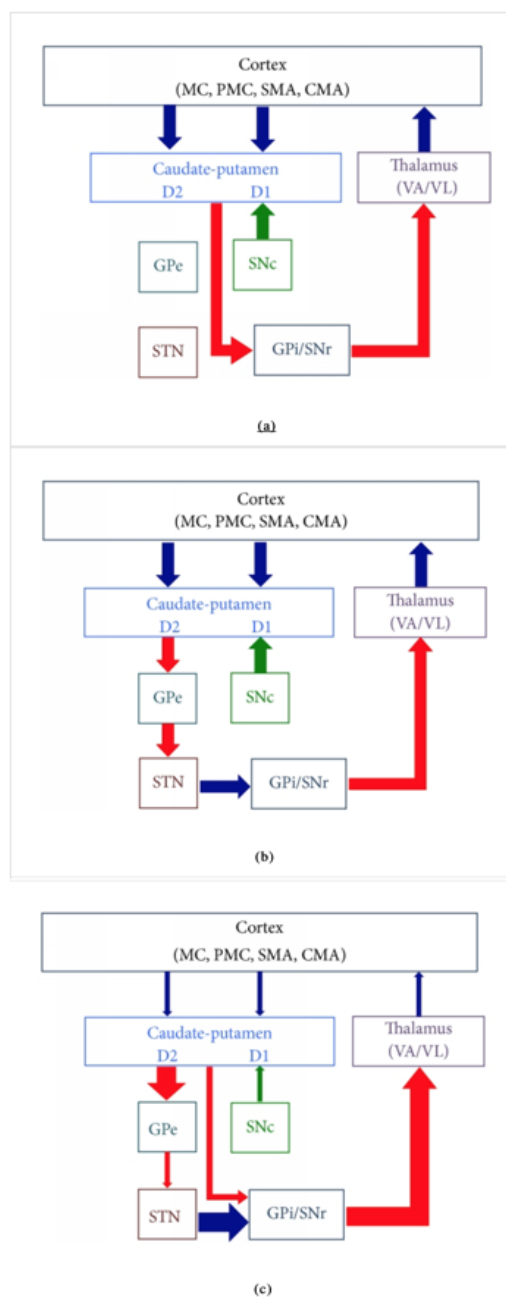 Cortex
(MC, PMC, SMA, CMA)
Caudate-putamen
D2 D1
Thalamus
(VA/VL)
GPe
SNc
STN
GPi/SNr
(a)
Cortex
(MC, PMC, SMA, CMA)
Caudate-putamen
D2 D1
Thalamus
(VA/VL)
GPe
SNc
STN
GPi/SNr
(b)
Cortex
(MC, PMC, SMA, CMA)
Caudate-putamen
D2 D1
Thalamus
(VA/VL)
GPe
SNc
STN
GPi/SNr
(c)